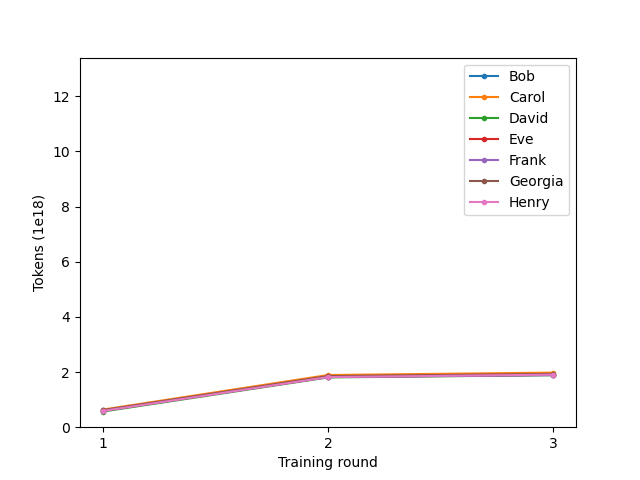 Tokens (1e18)
12
10
8
6
4
2
0
1
2
3
Training round
Bob
Carol
David
Eve
Frank
Georgia
Henry